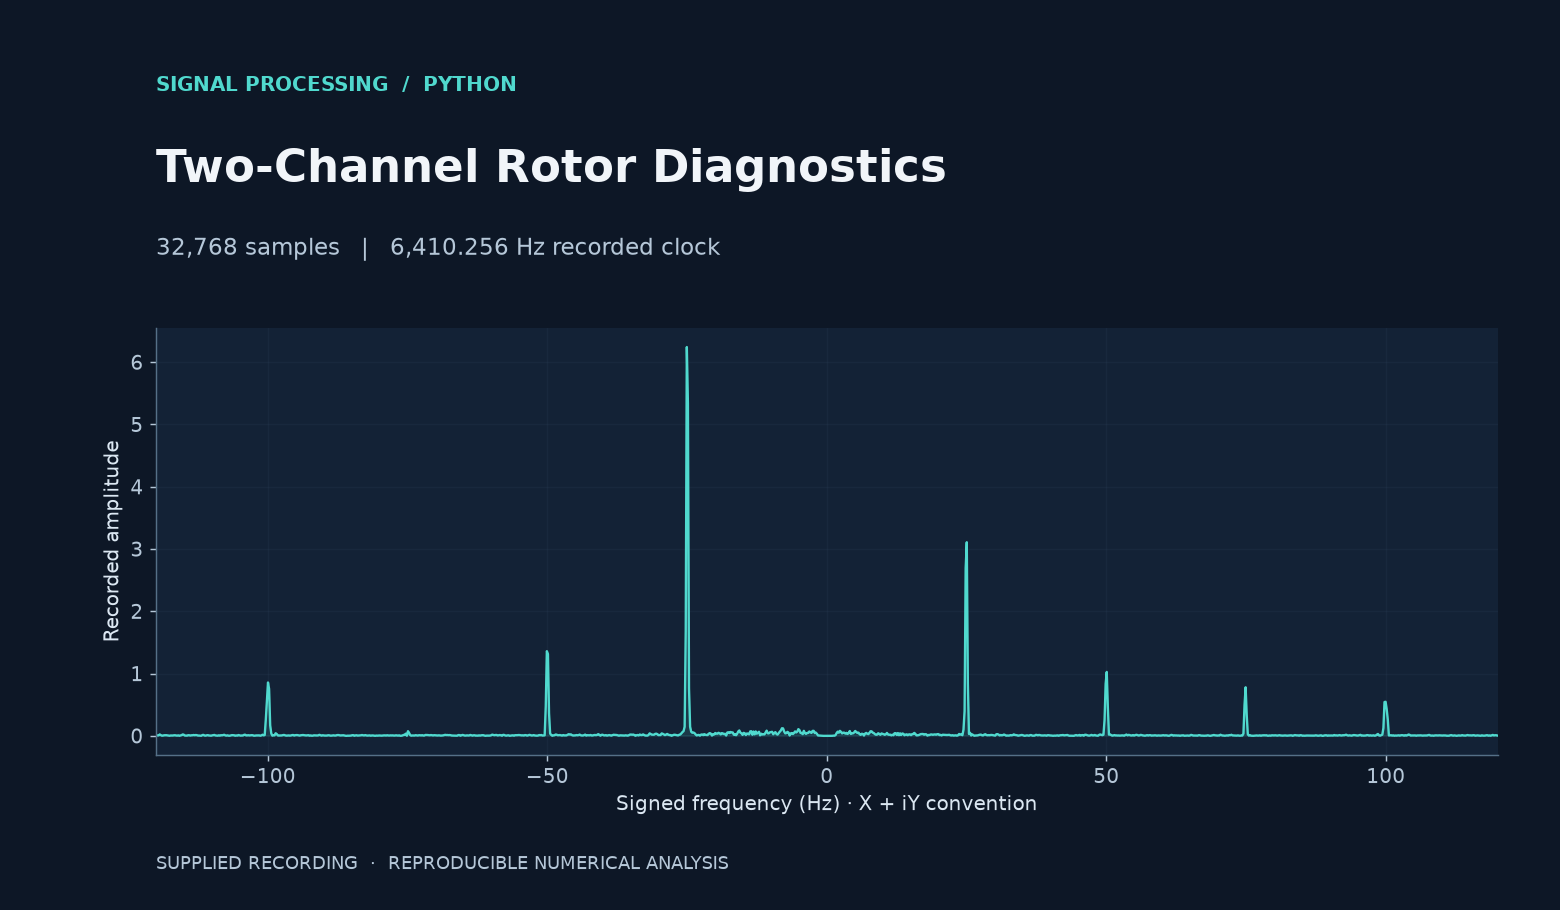 SIGNAL PROCESSING / PYTHON
Two-Channel Rotor Diagnostics
32,768 samples | 6,410.256 Hz recorded clock
Recorded amplitude
6
5
4
3
2
1
0
−100 −50 0 50 100
Signed frequency (Hz) · X + iY convention
SUPPLIED RECORDING · REPRODUCIBLE NUMERICAL ANALYSIS